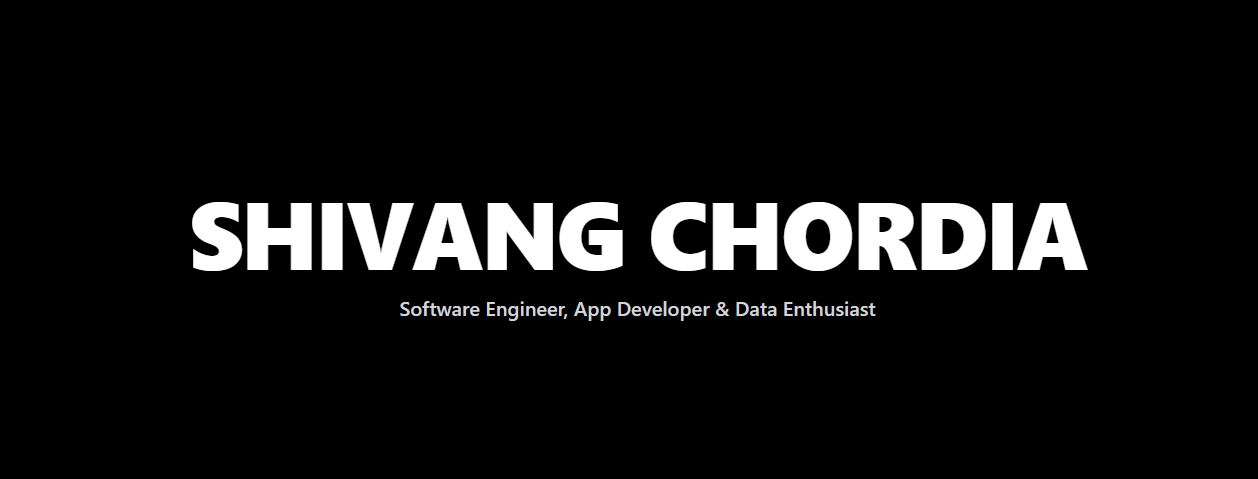 SHIVANG CHORDIA
Software Engineer, App Developer & Data Enthusiast